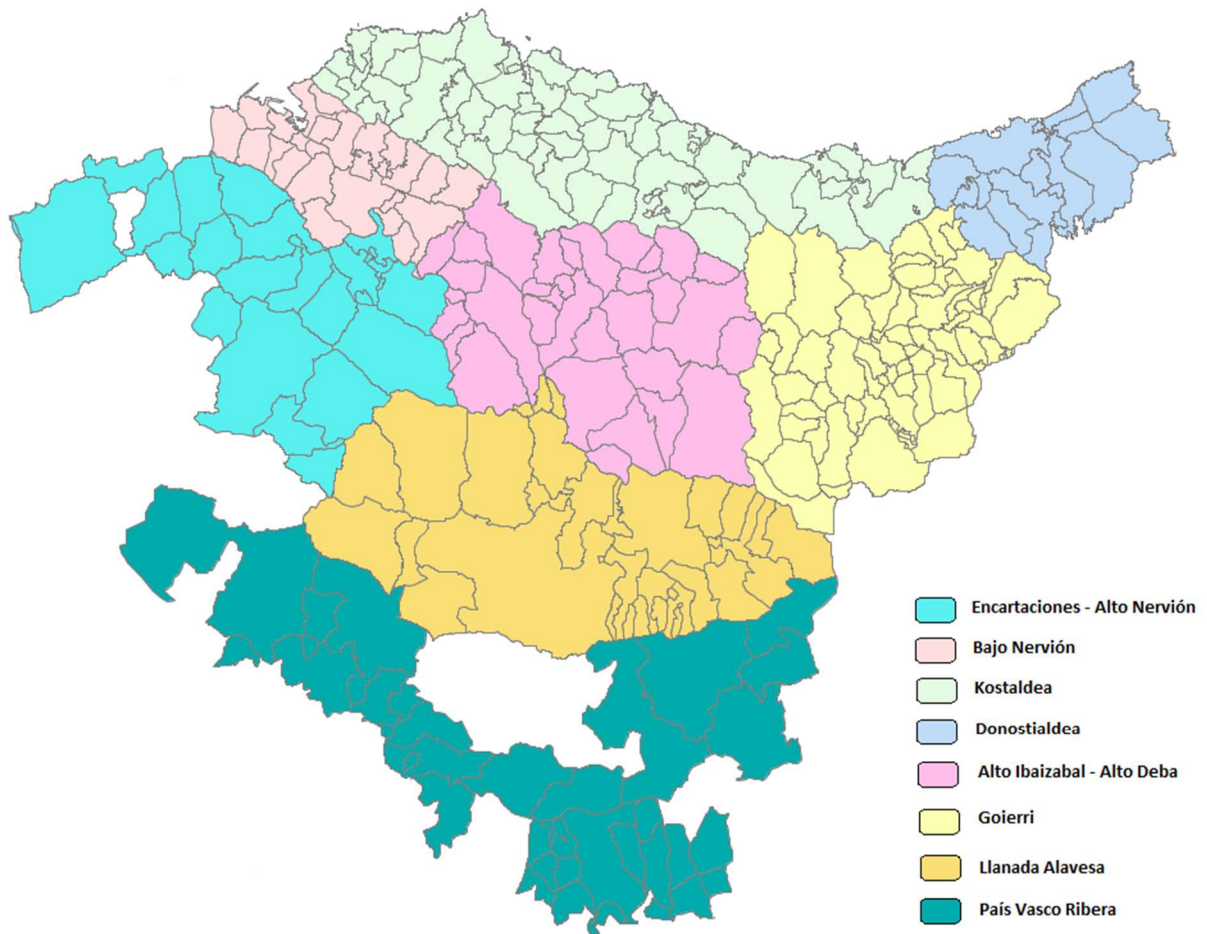 Encartaciones - Alto Nervión
Bajo Nervión
Kostaldea
Donostialdea
Alto Ibaizabal - Alto Deba
Goierri
Llanada Alavesa
País Vasco Ribera